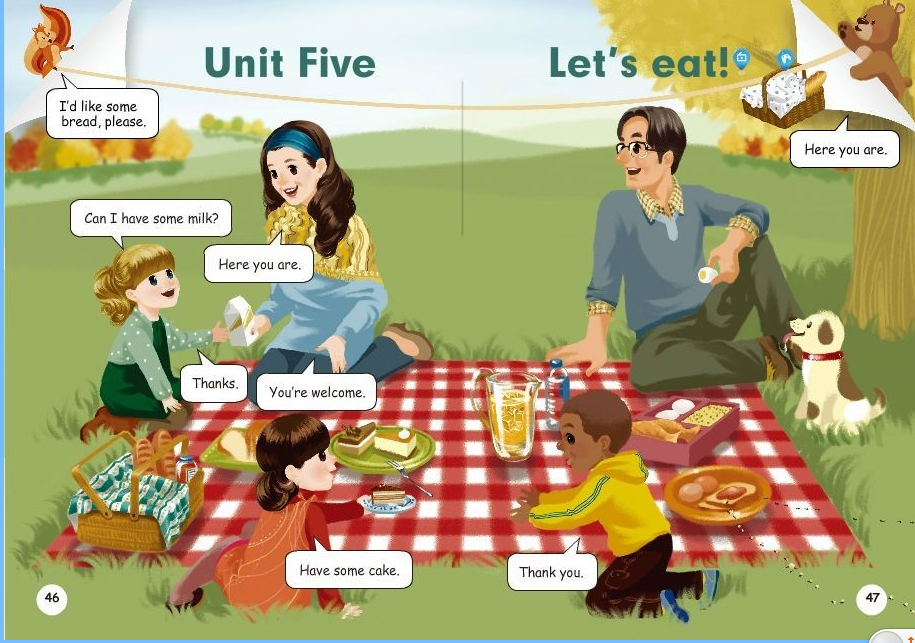 Unit Five
Let's eat!
I'd like some
bread, please.
Here you are.
Can I have some milk?
Here you are.
Thanks.
You're welcome.
Have some cake.
Thank you.
46
47